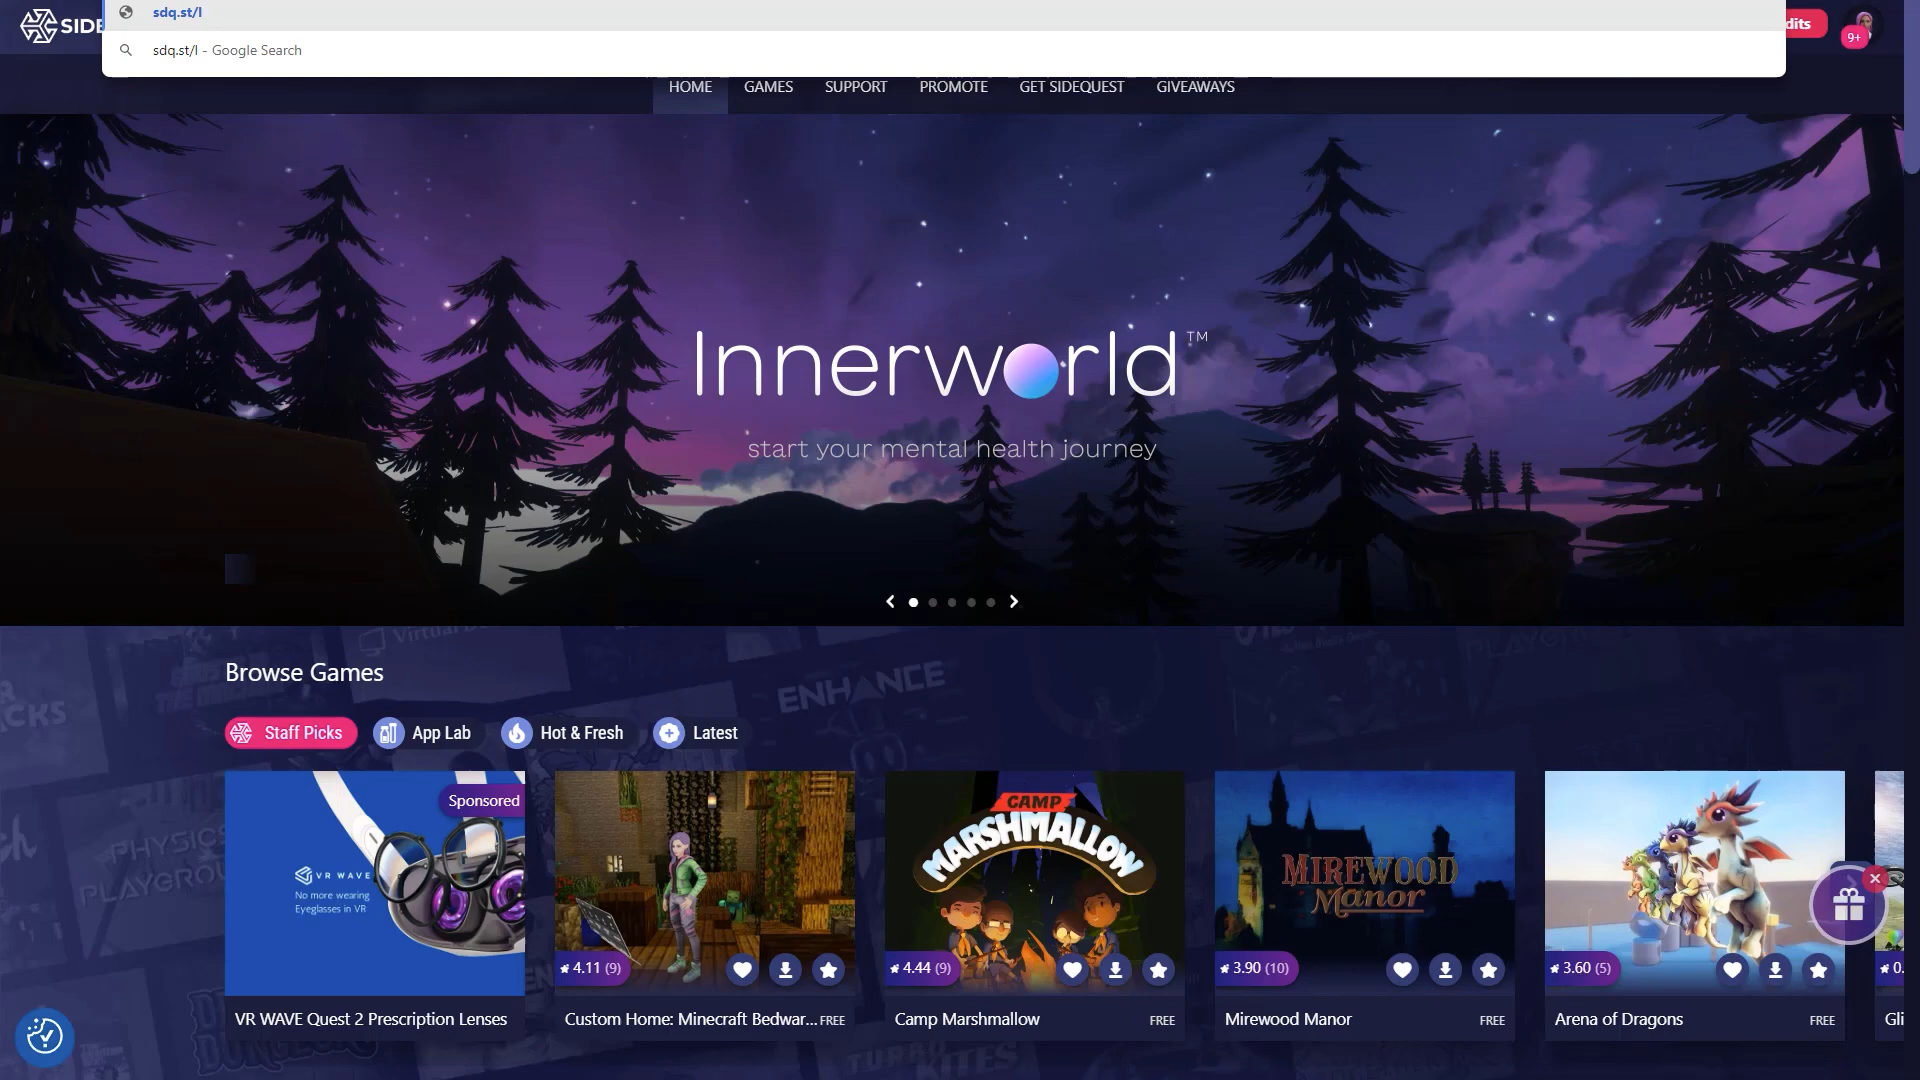 sdq.st/l
sdq.st/l - Google Search
SIDE
dits
9+
HOME
GAMES
SUPPORT
PROMOTE
GET SIDEQUEST
GIVEAWAYS
Innerworld™
start your mental health journey
Browse Games
Staff Picks
App Lab
Hot & Fresh
Latest
Sponsored
VR WAVE
No more wearing
Eyeglasses in VR
VR WAVE Quest 2 Prescription Lenses
4.11 (9)
Custom Home: Minecraft Bedwar... FREE
CAMP
MARSHMALLOW
4.44 (9)
Camp Marshmallow FREE
MIREWOOD
Manor
3.90 (10)
Mirewood Manor FREE
3.60 (5)
Arena of Dragons FREE
0.
Gli
ENHANCE
PHYSICS
PLAYGROU